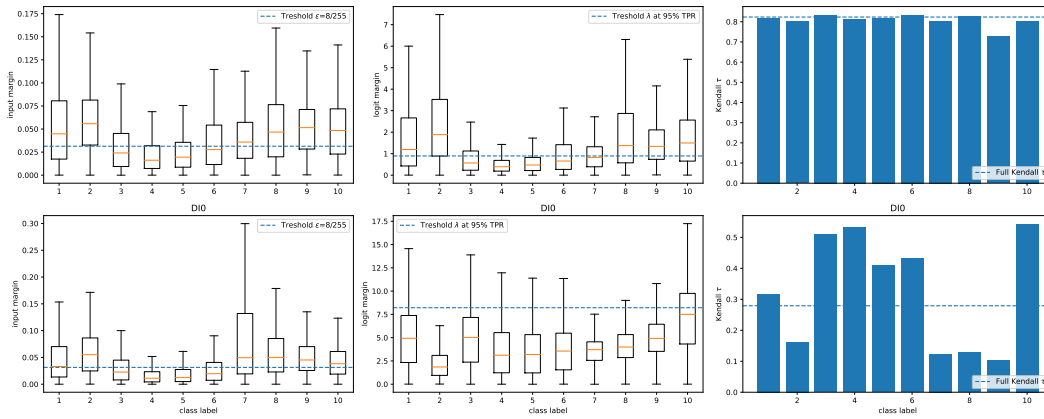 input margin
0.175
0.150
0.125
0.100
0.075
0.050
0.025
0.000
1 2 3 4 5 6 7 8 9 10
Treshold ε=8/255
logit margin
7
6
5
4
3
2
1
0
1 2 3 4 5 6 7 8 9 10
Treshold λ at 95% TPR
Kendall τ
0.8
0.7
0.6
0.5
0.4
0.3
0.2
0.1
0.0
2 4 6 8 10
Full Kendall τ
DI0
input margin
0.30
0.25
0.20
0.15
0.10
0.05
0.00
1 2 3 4 5 6 7 8 9 10
class label
Treshold ε=8/255
DI0
logit margin
17.5
15.0
12.5
10.0
7.5
5.0
2.5
0.0
1 2 3 4 5 6 7 8 9 10
class label
Treshold λ at 95% TPR
Kendall τ
0.5
0.4
0.3
0.2
0.1
0.0
2 4 6 8 10
class label
Full Kendall τ